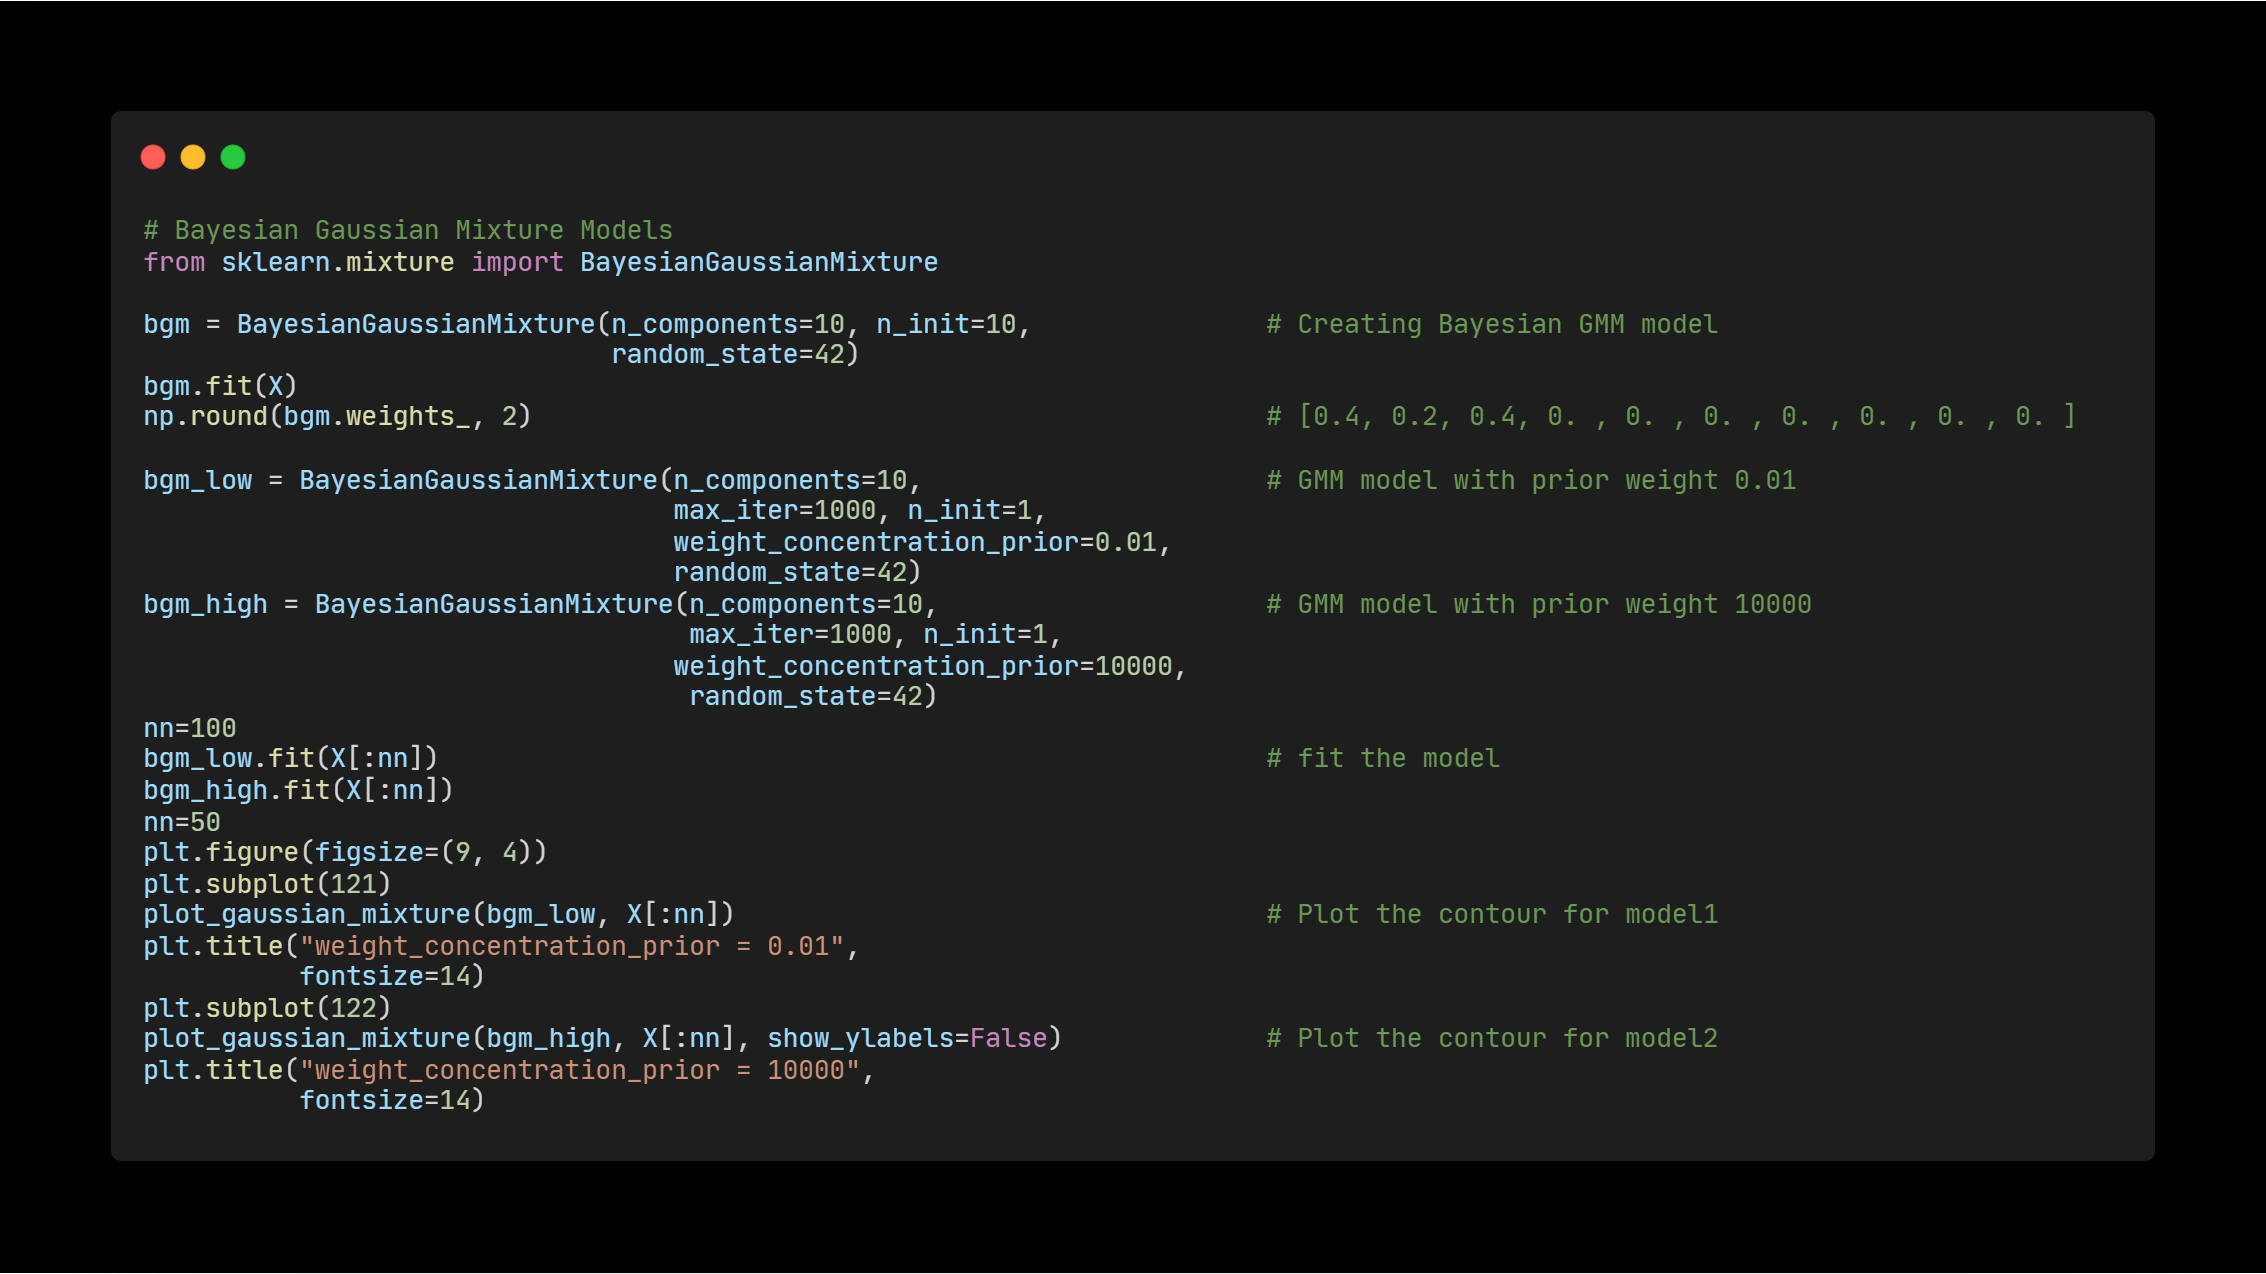 # Bayesian Gaussian Mixture Models
from sklearn.mixture import BayesianGaussianMixture

bgm = BayesianGaussianMixture(n_components=10, n_init=10,               # Creating Bayesian GMM model
                              random_state=42)
bgm.fit(X)
np.round(bgm.weights_, 2)                                               # [0.4, 0.2, 0.4, 0. , 0. , 0. , 0. , 0. , 0. , 0. ]

bgm_low = BayesianGaussianMixture(n_components=10,                      # GMM model with prior weight 0.01
                                  max_iter=1000, n_init=1,
                                  weight_concentration_prior=0.01,
                                  random_state=42)
bgm_high = BayesianGaussianMixture(n_components=10,                     # GMM model with prior weight 10000
                                   max_iter=1000, n_init=1,
                                  weight_concentration_prior=10000,
                                   random_state=42)
nn=100
bgm_low.fit(X[:nn])                                                     # fit the model
bgm_high.fit(X[:nn])
nn=50
plt.figure(figsize=(9, 4))
plt.subplot(121)
plot_gaussian_mixture(bgm_low, X[:nn])                                  # Plot the contour for model1
plt.title("weight_concentration_prior = 0.01",
          fontsize=14)
plt.subplot(122)
plot_gaussian_mixture(bgm_high, X[:nn], show_ylabels=False)             # Plot the contour for model2
plt.title("weight_concentration_prior = 10000",
          fontsize=14)